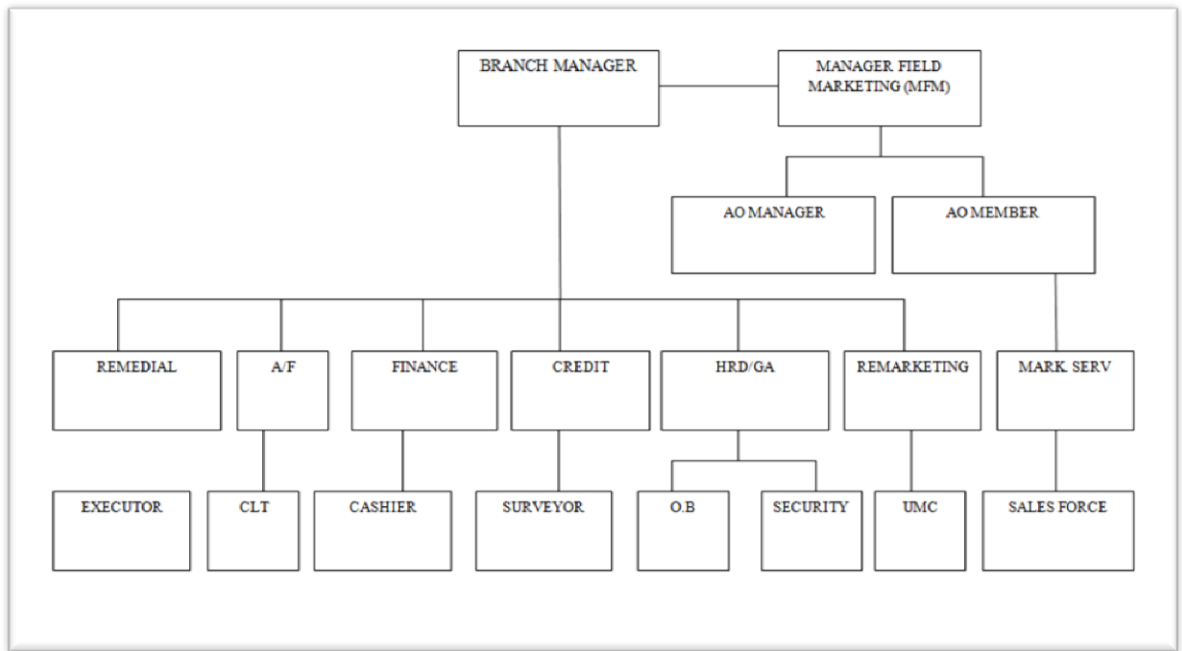 BRANCH MANAGER
MANAGER FIELD
MARKETING (MFM)
AO MANAGER
AO MEMBER
REMEDIAL
A/F
FINANCE
CREDIT
HRD/GA
REMARKETING
MARK. SERV
EXECUTOR
CLT
CASHIER
SURVEYOR
O.B
SECURITY
UMC
SALES FORCE